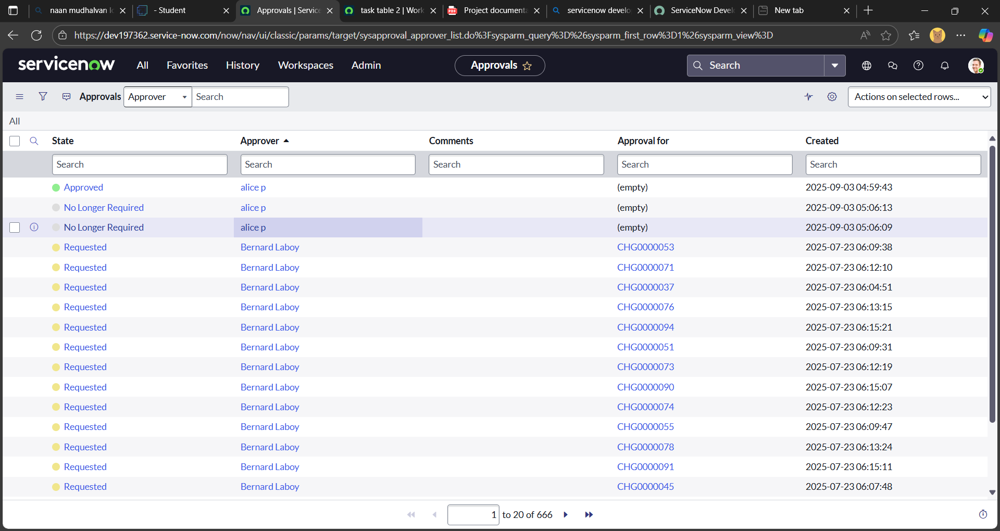 naan mudhalvan lo
- Student
Approvals | Service
task table 2 | Work
Project documenta
servicenow develo
ServiceNow Devel
New tab
https://dev197362.service-now.com/now/nav/ui/classic/params/target/sysapproval_approver_list.do%3Fsysparm_query%3D%26sysparm_first_row%3D1%26sysparm_view%3D
servicenow All Favorites History Workspaces Admin Approvals Search
Approvals Approver Search Actions on selected rows...
All
State Approver Comments Approval for Created
Search Search Search Search Search
Approved alice p (empty) 2025-09-03 04:59:43
No Longer Required alice p (empty) 2025-09-03 05:06:13
No Longer Required alice p (empty) 2025-09-03 05:06:09
Requested Bernard Laboy CHG0000053 2025-07-23 06:09:38
Requested Bernard Laboy CHG0000071 2025-07-23 06:12:10
Requested Bernard Laboy CHG0000037 2025-07-23 06:04:51
Requested Bernard Laboy CHG0000076 2025-07-23 06:13:15
Requested Bernard Laboy CHG0000094 2025-07-23 06:15:21
Requested Bernard Laboy CHG0000051 2025-07-23 06:09:31
Requested Bernard Laboy CHG0000073 2025-07-23 06:12:19
Requested Bernard Laboy CHG0000090 2025-07-23 06:15:07
Requested Bernard Laboy CHG0000074 2025-07-23 06:12:23
Requested Bernard Laboy CHG0000055 2025-07-23 06:09:47
Requested Bernard Laboy CHG0000078 2025-07-23 06:13:24
Requested Bernard Laboy CHG0000091 2025-07-23 06:15:11
Requested Bernard Laboy CHG0000045 2025-07-23 06:07:48
1 to 20 of 666